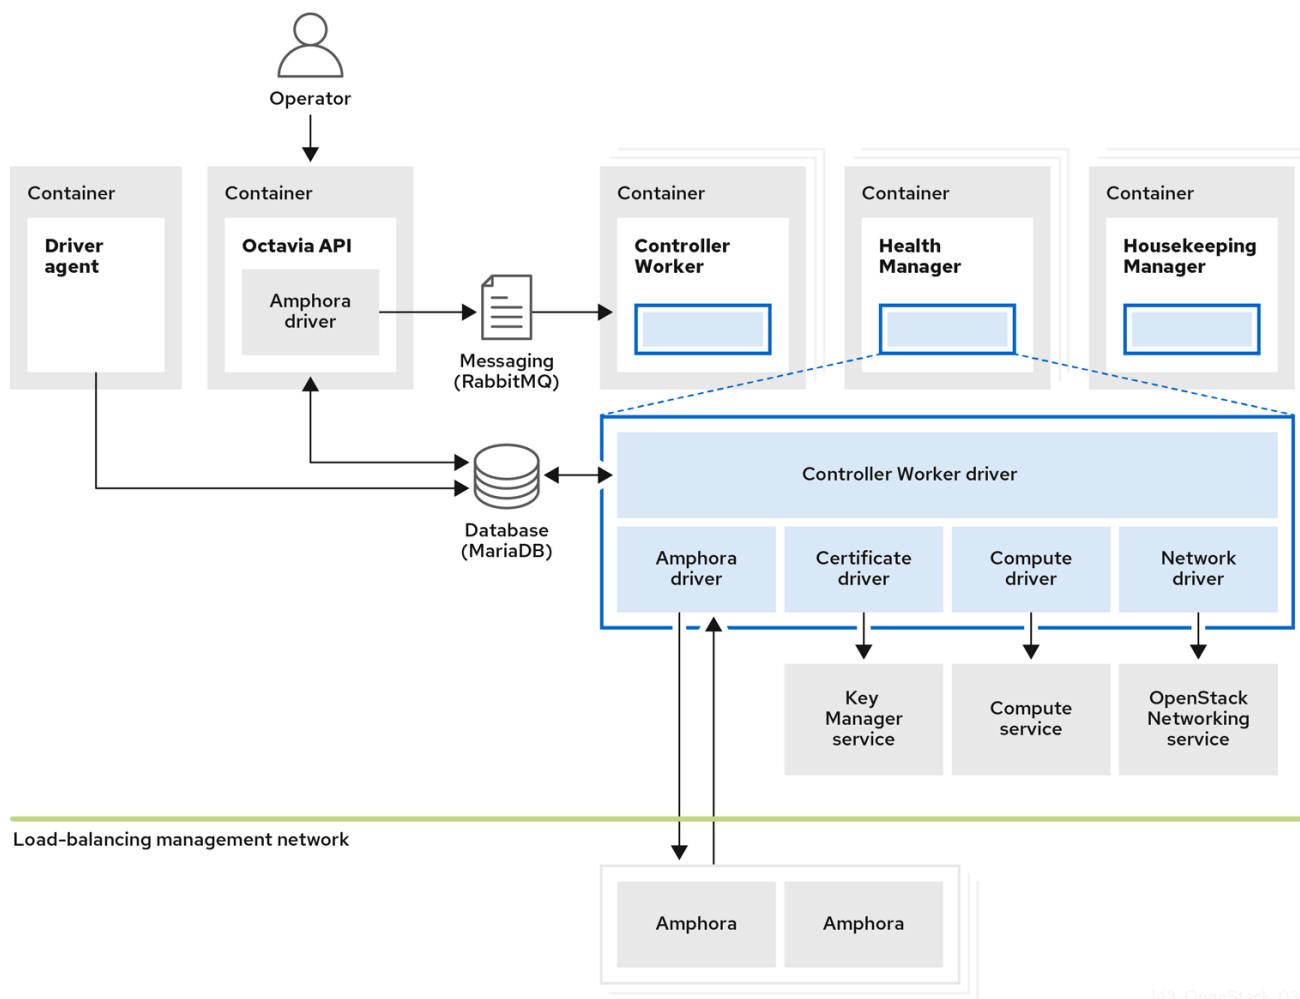 Operator
Container
Driver
agent
Container
Octavia API
Amphora
driver
Messaging
(RabbitMQ)
Container
Controller
Worker
Container
Health
Manager
Container
Housekeeping
Manager
Database
(MariaDB)
Controller Worker driver
Amphora
driver
Certificate
driver
Compute
driver
Network
driver
Key
Manager
service
Compute
service
OpenStack
Networking
service
Load-balancing management network
Amphora
Amphora